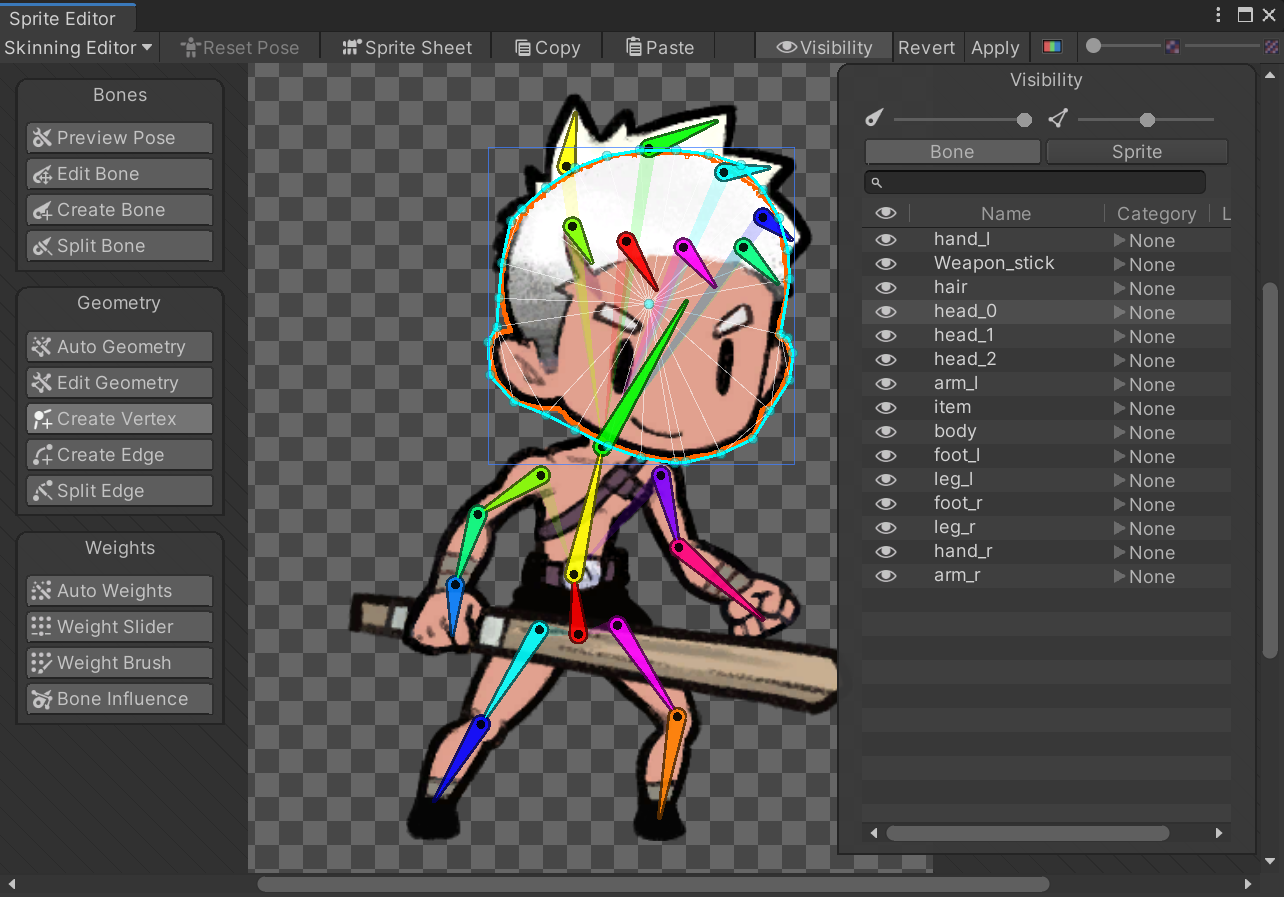 Sprite Editor
Skinning Editor Reset Pose Sprite Sheet Copy Paste Visibility Revert Apply
Bones
Preview Pose
Edit Bone
Create Bone
Split Bone
Geometry
Auto Geometry
Edit Geometry
Create Vertex
Create Edge
Split Edge
Weights
Auto Weights
Weight Slider
Weight Brush
Bone Influence
Visibility
Bone Sprite
Name Category L
hand_l None
Weapon_stick None
hair None
head_0 None
head_1 None
head_2 None
arm_l None
item None
body None
foot_l None
leg_l None
foot_r None
leg_r None
hand_r None
arm_r None